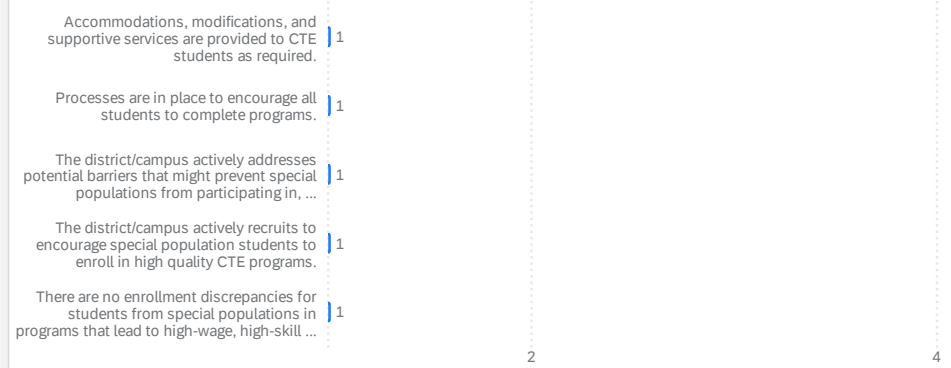 Accommodations, modifications, and
supportive services are provided to CTE
students as required.
1
Processes are in place to encourage all
students to complete programs.
1
The district/campus actively addresses
potential barriers that might prevent special
populations from participating in, ...
1
The district/campus actively recruits to
encourage special population students to
enroll in high quality CTE programs.
1
There are no enrollment discrepancies for
students from special populations in
programs that lead to high-wage, high-skill ...
1
2 4